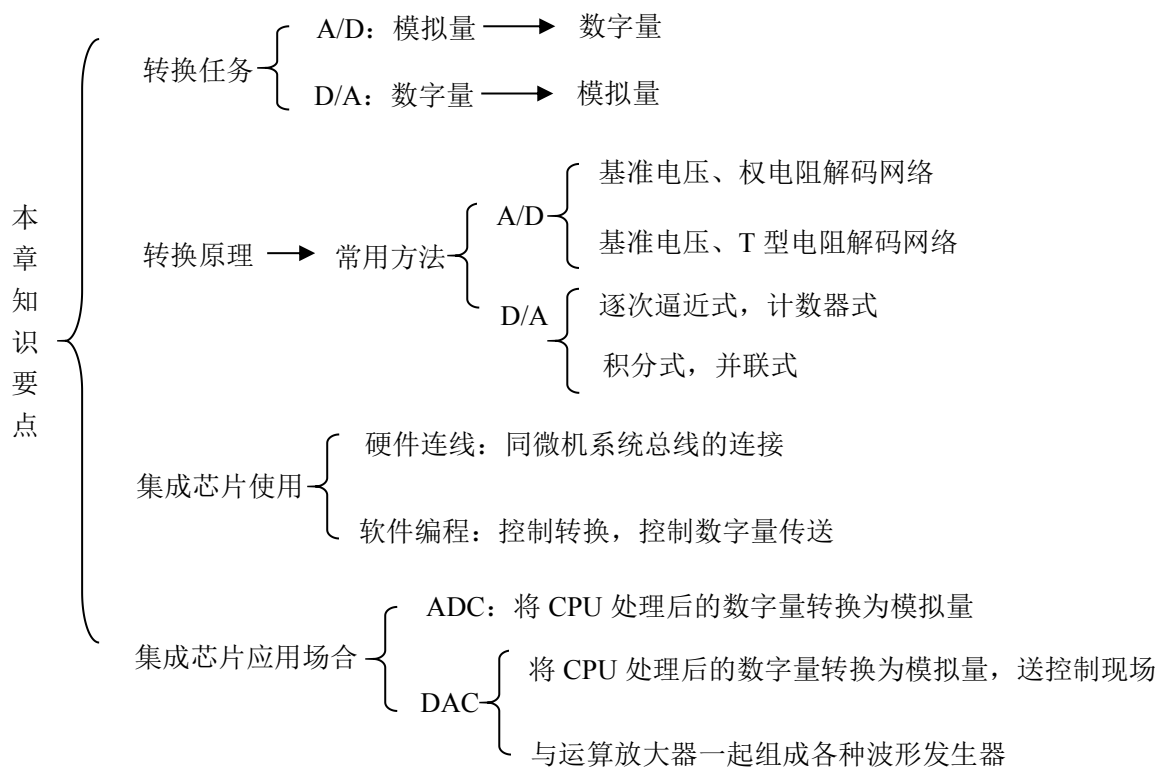 本章知识要点
转换任务
A/D：模拟量 数字量
D/A：数字量 模拟量
转换原理 常用方法
A/D
基准电压、权电阻解码网络
基准电压、T 型电阻解码网络
D/A
逐次逼近式，计数器式
积分式，并联式
集成芯片使用
硬件连线：同微机系统总线的连接
软件编程：控制转换，控制数字量传送
集成芯片应用场合
ADC：将 CPU 处理后的数字量转换为模拟量
DAC
将 CPU 处理后的数字量转换为模拟量，送控制现场
与运算放大器一起组成各种波形发生器